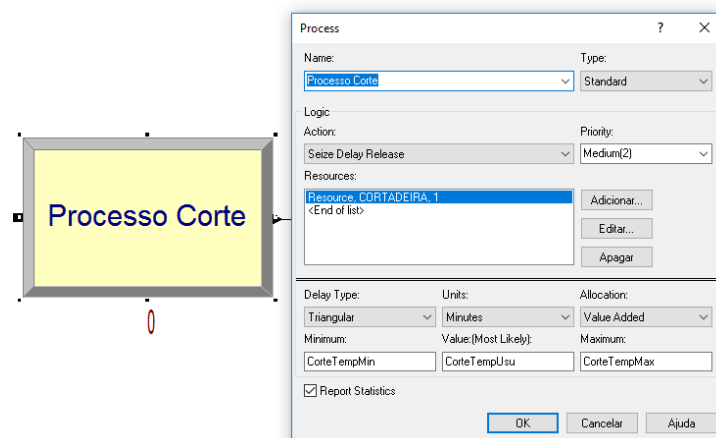 Processo Corte
0
Process
? X
Name:
Type:
Processo Corte
Standard
Logic
Action:
Priority:
Seize Delay Release
Medium(2)
Resources:
Resource, CORTADEIRA, 1
<End of list>
Adicionar...
Editar...
Apagar
Delay Type:
Units:
Allocation:
Triangular
Minutes
Value Added
Minimum:
Value:(Most Likely):
Maximum:
CorteTempMin
CorteTempUsu
CorteTempMax
Report Statistics
OK
Cancelar
Ajuda